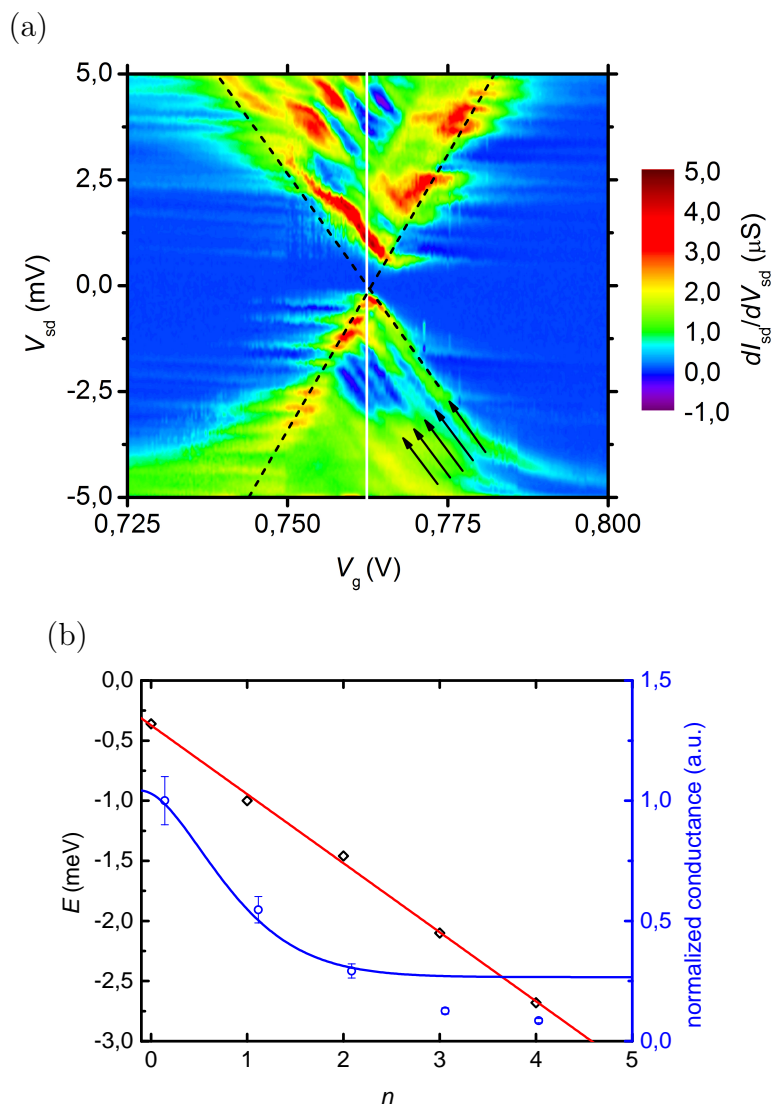 (a)
5,0
2,5
0,0
-2,5
-5,0
V_sd (mV)
0,725 0,750 0,775 0,800
V_g (V)
5,0
4,0
3,0
2,0
1,0
0,0
-1,0
dI_sd/dV_sd (μS)
(b)
0,0
-0,5
-1,0
-1,5
-2,0
-2,5
-3,0
E (meV)
0 1 2 3 4 5
n
1,5
1,0
0,5
0,0
normalized conductance (a.u.)